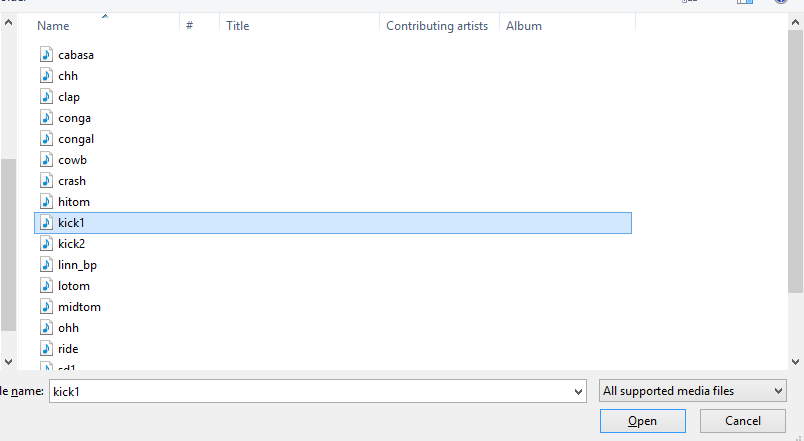 Name # Title Contributing artists Album
cabasa
chh
clap
conga
congal
cowb
crash
hitom
kick1
kick2
linn_bp
lotom
midtom
ohh
ride
sd1
le name: kick1 All supported media files
Open Cancel